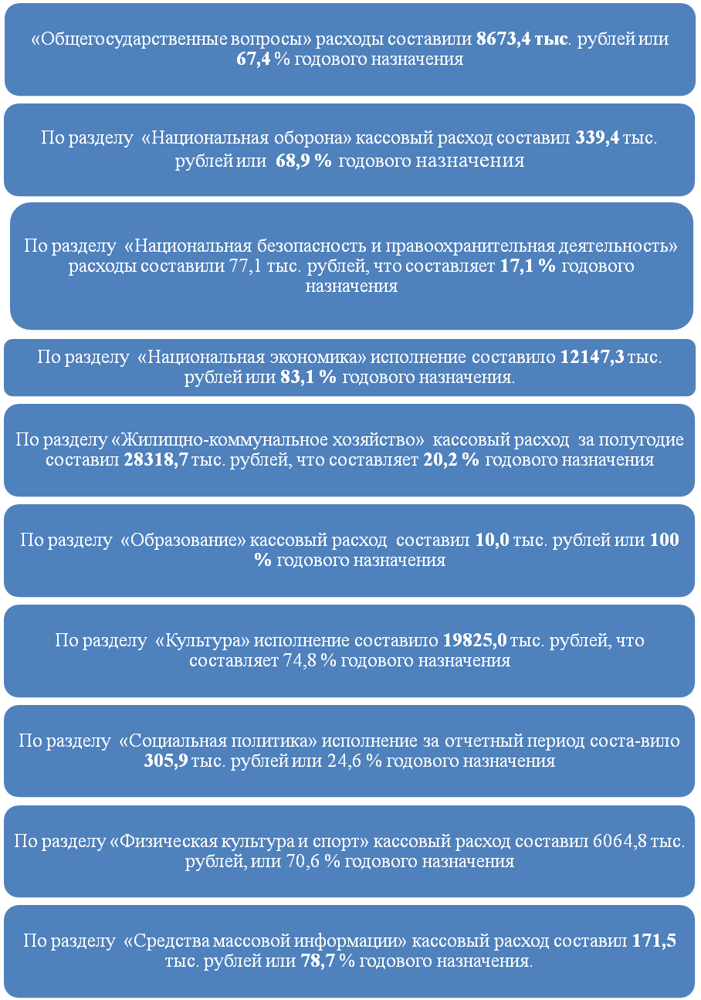 «Общегосударственные вопросы» расходы составили 8673,4 тыс. рублей или
67,4 % годового назначения
По разделу «Национальная оборона» кассовый расход составил 339,4 тыс.
рублей или 68,9 % годового назначения
По разделу «Национальная безопасность и правоохранительная деятельность»
расходы составили 77,1 тыс. рублей, что составляет 17,1 % годового
назначения
По разделу «Национальная экономика» исполнение составило 12147,3 тыс.
рублей или 83,1 % годового назначения.
По разделу «Жилищно-коммунальное хозяйство» кассовый расход за полугодие
составил 28318,7 тыс. рублей, что составляет 20,2 % годового назначения
По разделу «Образование» кассовый расход составил 10,0 тыс. рублей или 100
% годового назначения
По разделу «Культура» исполнение составило 19825,0 тыс. рублей, что
составляет 74,8 % годового назначения
По разделу «Социальная политика» исполнение за отчетный период соста-вило
305,9 тыс. рублей или 24,6 % годового назначения
По разделу «Физическая культура и спорт» кассовый расход составил 6064,8 тыс.
рублей, или 70,6 % годового назначения
По разделу «Средства массовой информации» кассовый расход составил 171,5
тыс. рублей или 78,7 % годового назначения.